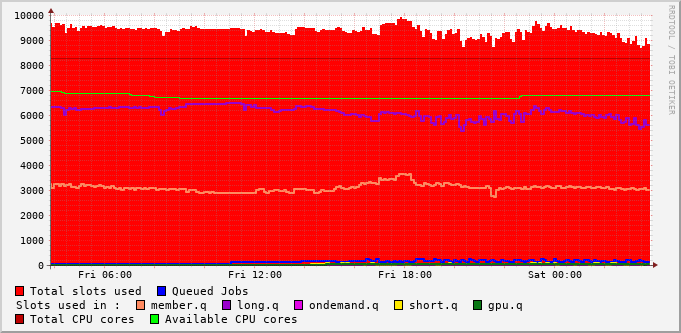 10000
9000
8000
7000
6000
5000
4000
3000
2000
1000
0
Fri 06:00 Fri 12:00 Fri 18:00 Sat 00:00
RRDTOOL / TOBI OETIKER
Total slots used Queued Jobs
Slots used in : member.q long.q ondemand.q short.q gpu.q
Total CPU cores Available CPU cores